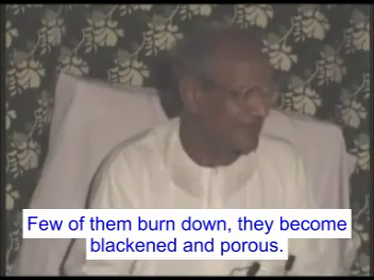 Few of them burn down, they become
blackened and porous.